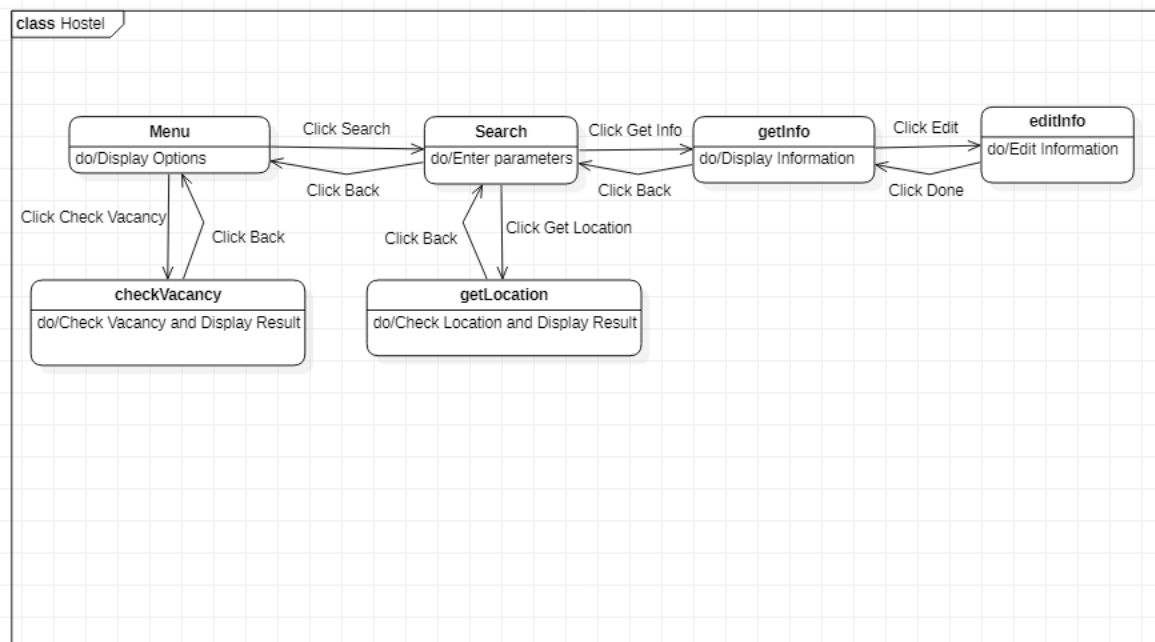 class Hostel
Menu
do/Display Options
Click Search
Click Back
Search
do/Enter parameters
Click Get Info
Click Back
getInfo
do/Display Information
Click Edit
Click Done
editInfo
do/Edit Information
Click Check Vacancy
Click Back
Click Back
Click Get Location
checkVacancy
do/Check Vacancy and Display Result
getLocation
do/Check Location and Display Result